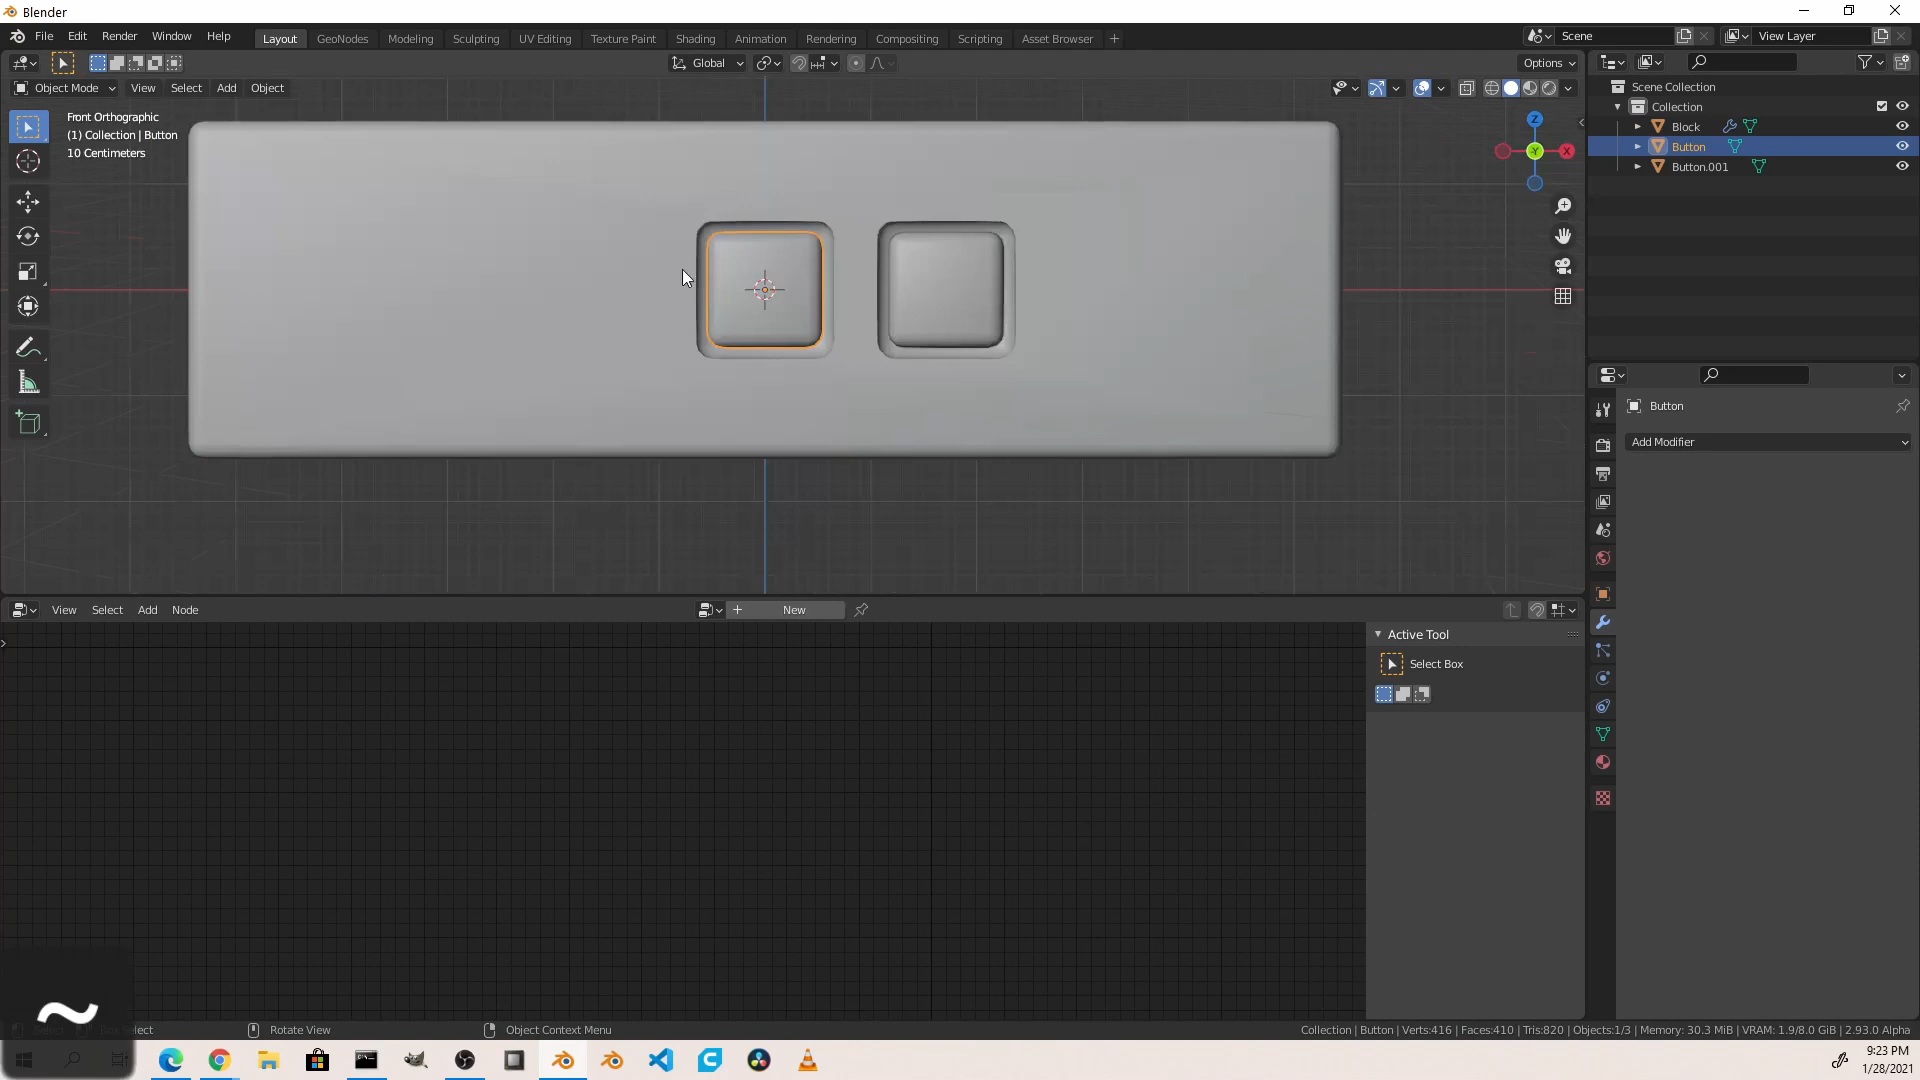 Blender
File Edit Render Window Help Layout GeoNodes Modeling Sculpting UV Editing Texture Paint Shading Animation Rendering Compositing Scripting Asset Browser + Scene View Layer
Global Options
Object Mode View Select Add Object
Front Orthographic
(1) Collection | Button
10 Centimeters
Z
Y
X
Scene Collection
Collection
Block
Button
Button.001
Button
Add Modifier
View Select Add Node + New
Active Tool
Select Box
~
Select Box Select Rotate View Object Context Menu Collection | Button | Verts:416 | Faces:410 | Tris:820 | Objects:1/3 | Memory: 30.3 MiB | VRAM: 1.9/8.0 GiB | 2.93.0 Alpha
9:23 PM
1/28/2021